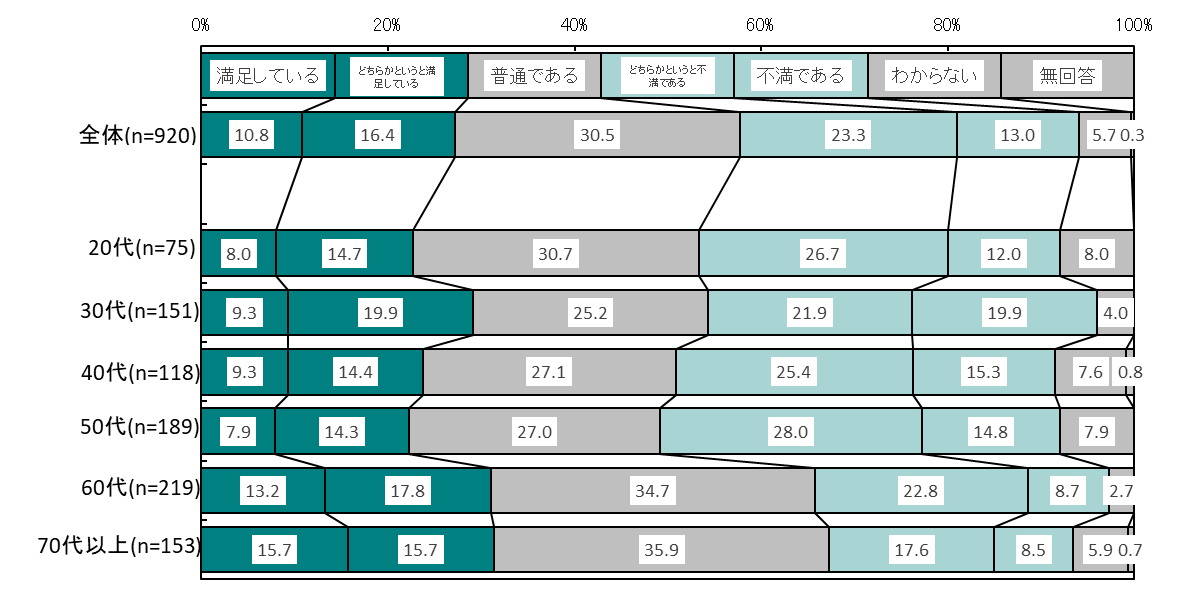 0% 20% 40% 60% 80% 100%
満足している どちらかというと満足している 普通である どちらかというと不満である 不満である わからない 無回答
全体(n=920) 10.8 16.4 30.5 23.3 13.0 5.7 0.3
20代(n=75) 8.0 14.7 30.7 26.7 12.0 8.0
30代(n=151) 9.3 19.9 25.2 21.9 19.9 4.0
40代(n=118) 9.3 14.4 27.1 25.4 15.3 7.6 0.8
50代(n=189) 7.9 14.3 27.0 28.0 14.8 7.9
60代(n=219) 13.2 17.8 34.7 22.8 8.7 2.7
70代以上(n=153) 15.7 15.7 35.9 17.6 8.5 5.9 0.7